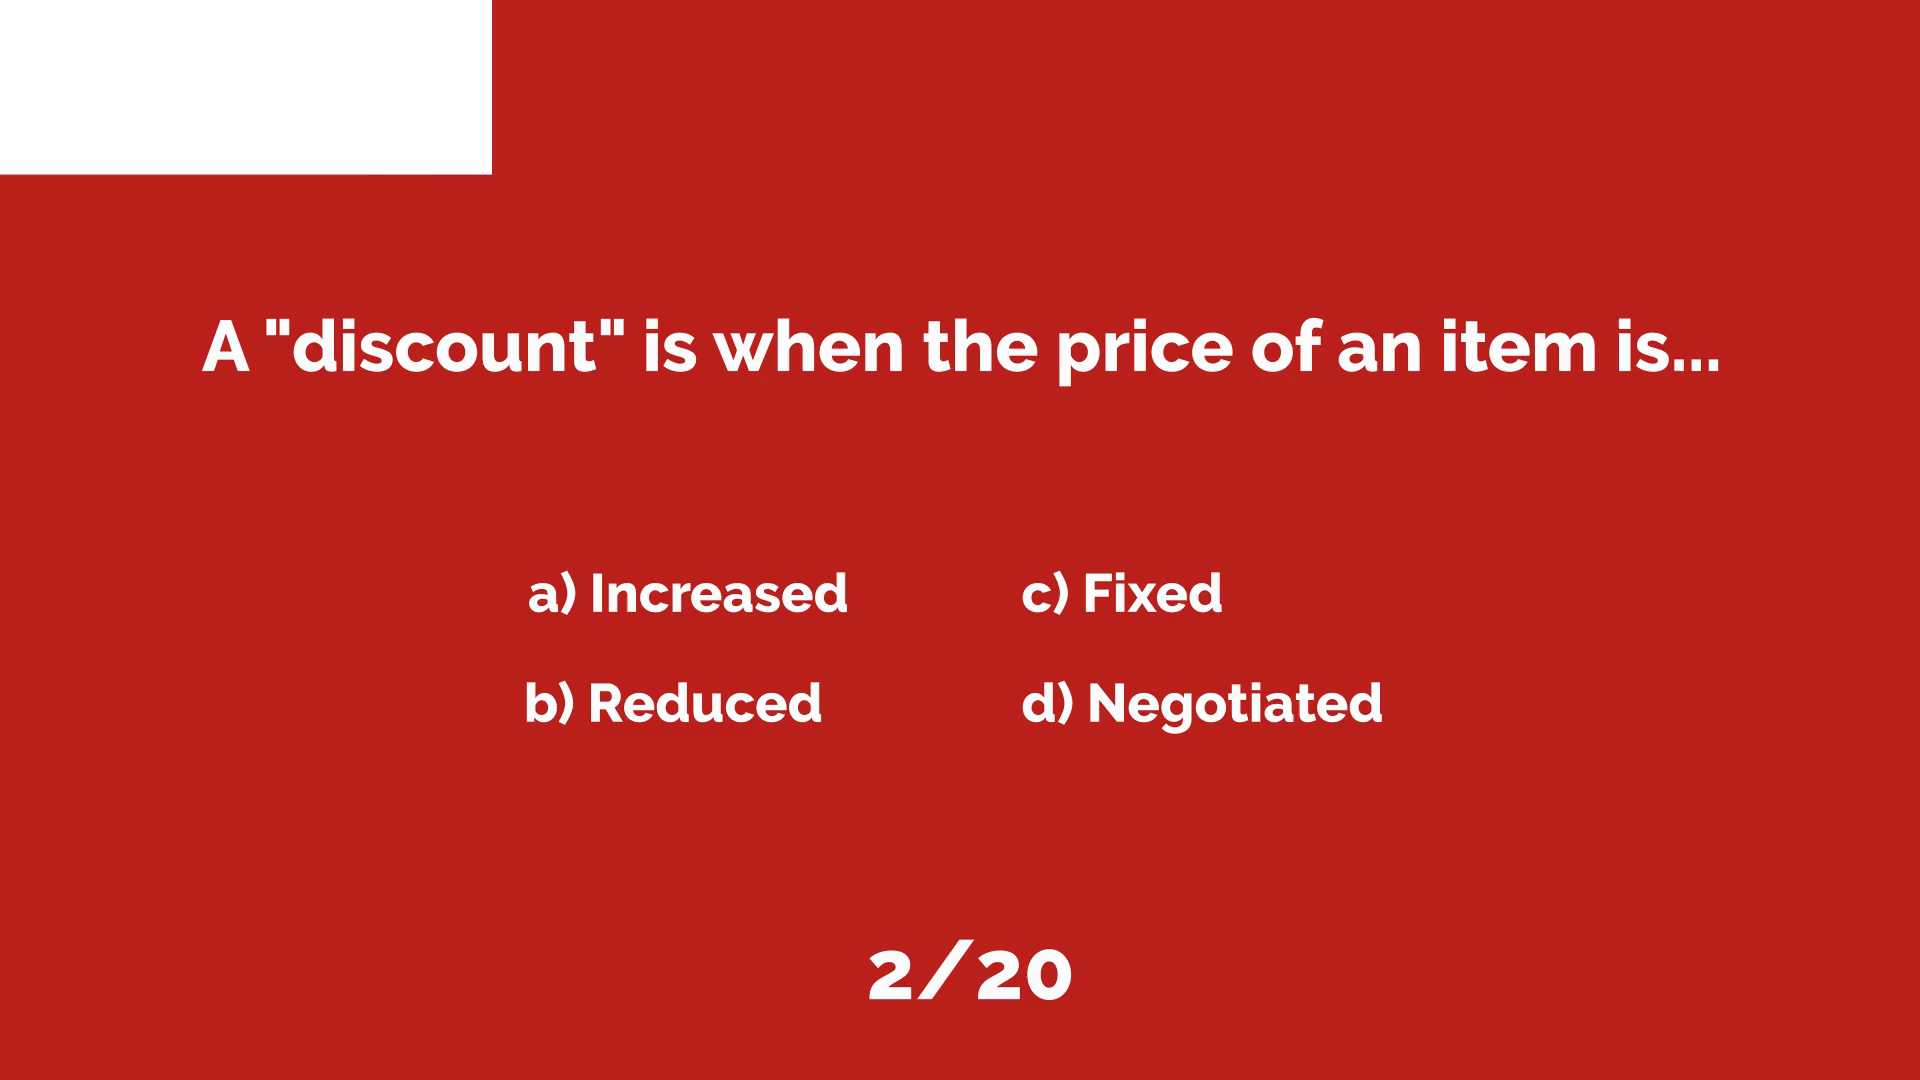 A "discount" is when the price of an item is...
a) Increased
b) Reduced
c) Fixed
d) Negotiated
2/20